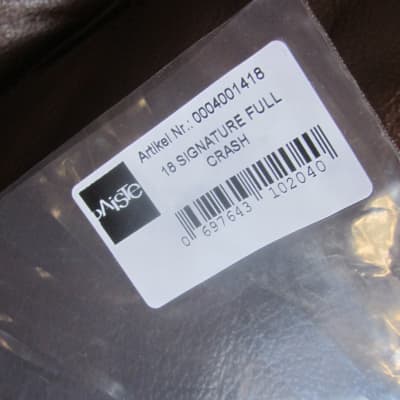 Artikel Nr.: 0004001418
18 SIGNATURE FULL
CRASH
PAiSTe
0 697643 102040